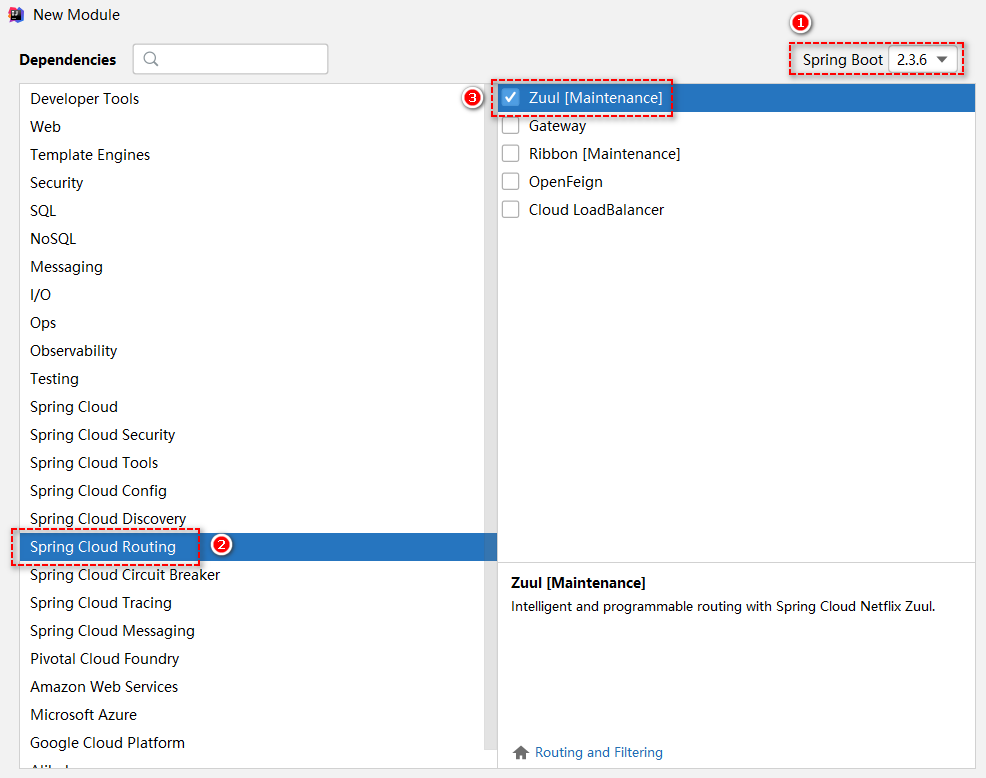 New Module
1
Dependencies
Spring Boot 2.3.6
Developer Tools
Web
Template Engines
Security
SQL
NoSQL
Messaging
I/O
Ops
Observability
Testing
Spring Cloud
Spring Cloud Security
Spring Cloud Tools
Spring Cloud Config
Spring Cloud Discovery
Spring Cloud Routing 2
Spring Cloud Circuit Breaker
Spring Cloud Tracing
Spring Cloud Messaging
Pivotal Cloud Foundry
Amazon Web Services
Microsoft Azure
Google Cloud Platform
3 Zuul [Maintenance]
Gateway
Ribbon [Maintenance]
OpenFeign
Cloud LoadBalancer
Zuul [Maintenance]
Intelligent and programmable routing with Spring Cloud Netflix Zuul.
Routing and Filtering